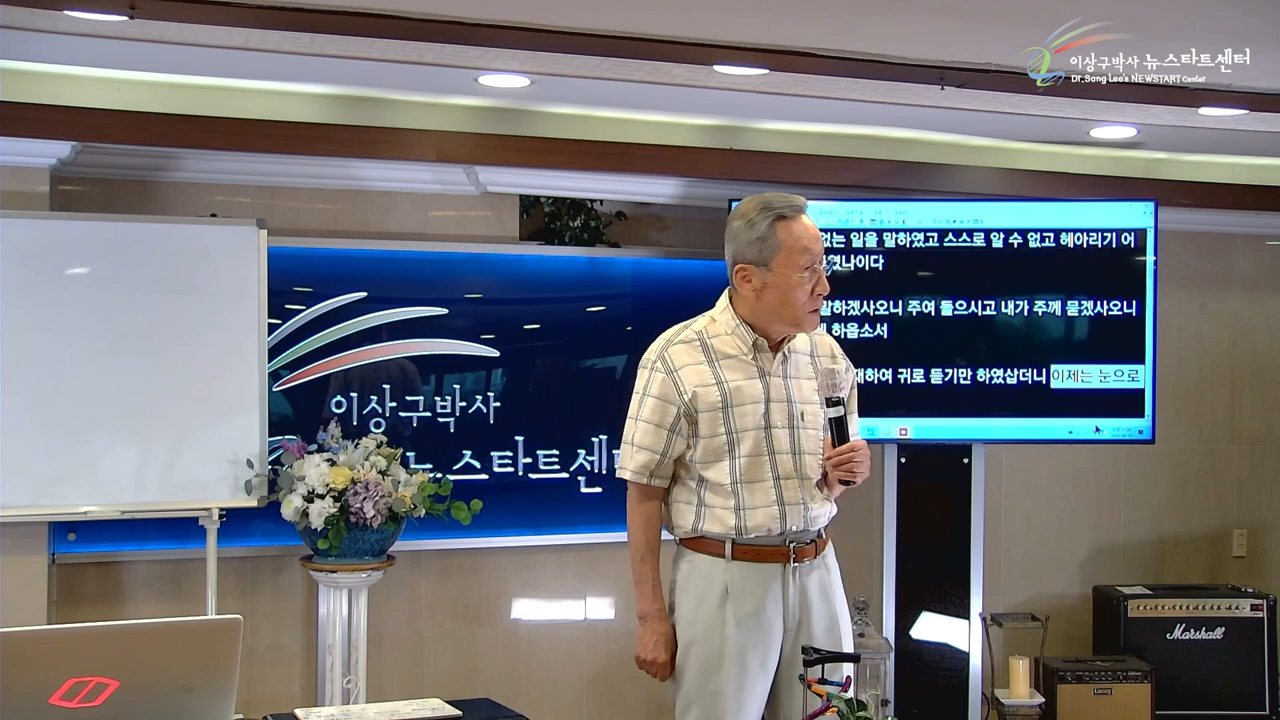 이상구박사 뉴스타트센터
Dr. Sang Lee's NEWSTART Center
없는 일을 말하였고 스스로 알 수 없고 헤아리기 어
였나이다
말하겠사오니 주여 들으시고 내가 주께 묻겠사오니
하옵소서
하여 귀로 듣기만 하였삽더니 이제는 눈으로
이상구박사
뉴스타트센
Marshall
Laney